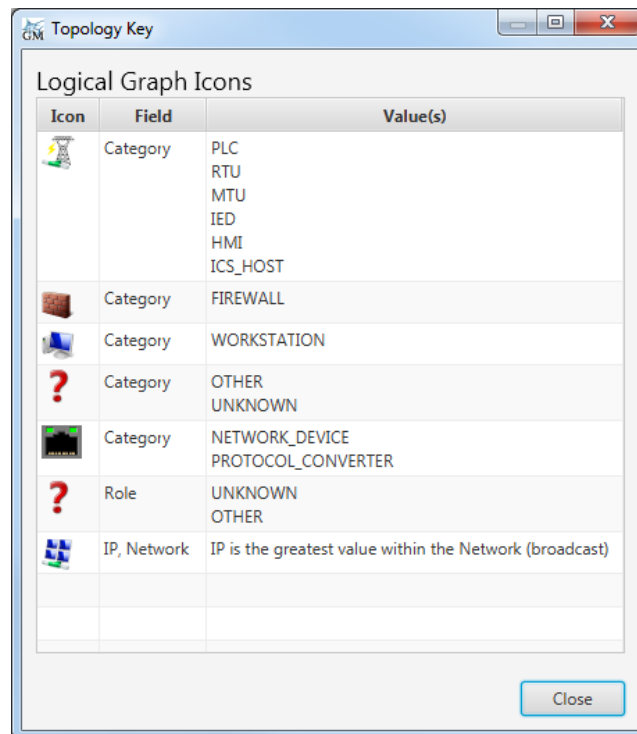 GM Topology Key
Logical Graph Icons
Icon Field Value(s)
Category PLC
RTU
MTU
IED
HMI
ICS_HOST
Category FIREWALL
Category WORKSTATION
? Category OTHER
UNKNOWN
Category NETWORK_DEVICE
PROTOCOL_CONVERTER
? Role UNKNOWN
OTHER
IP, Network IP is the greatest value within the Network (broadcast)
Close